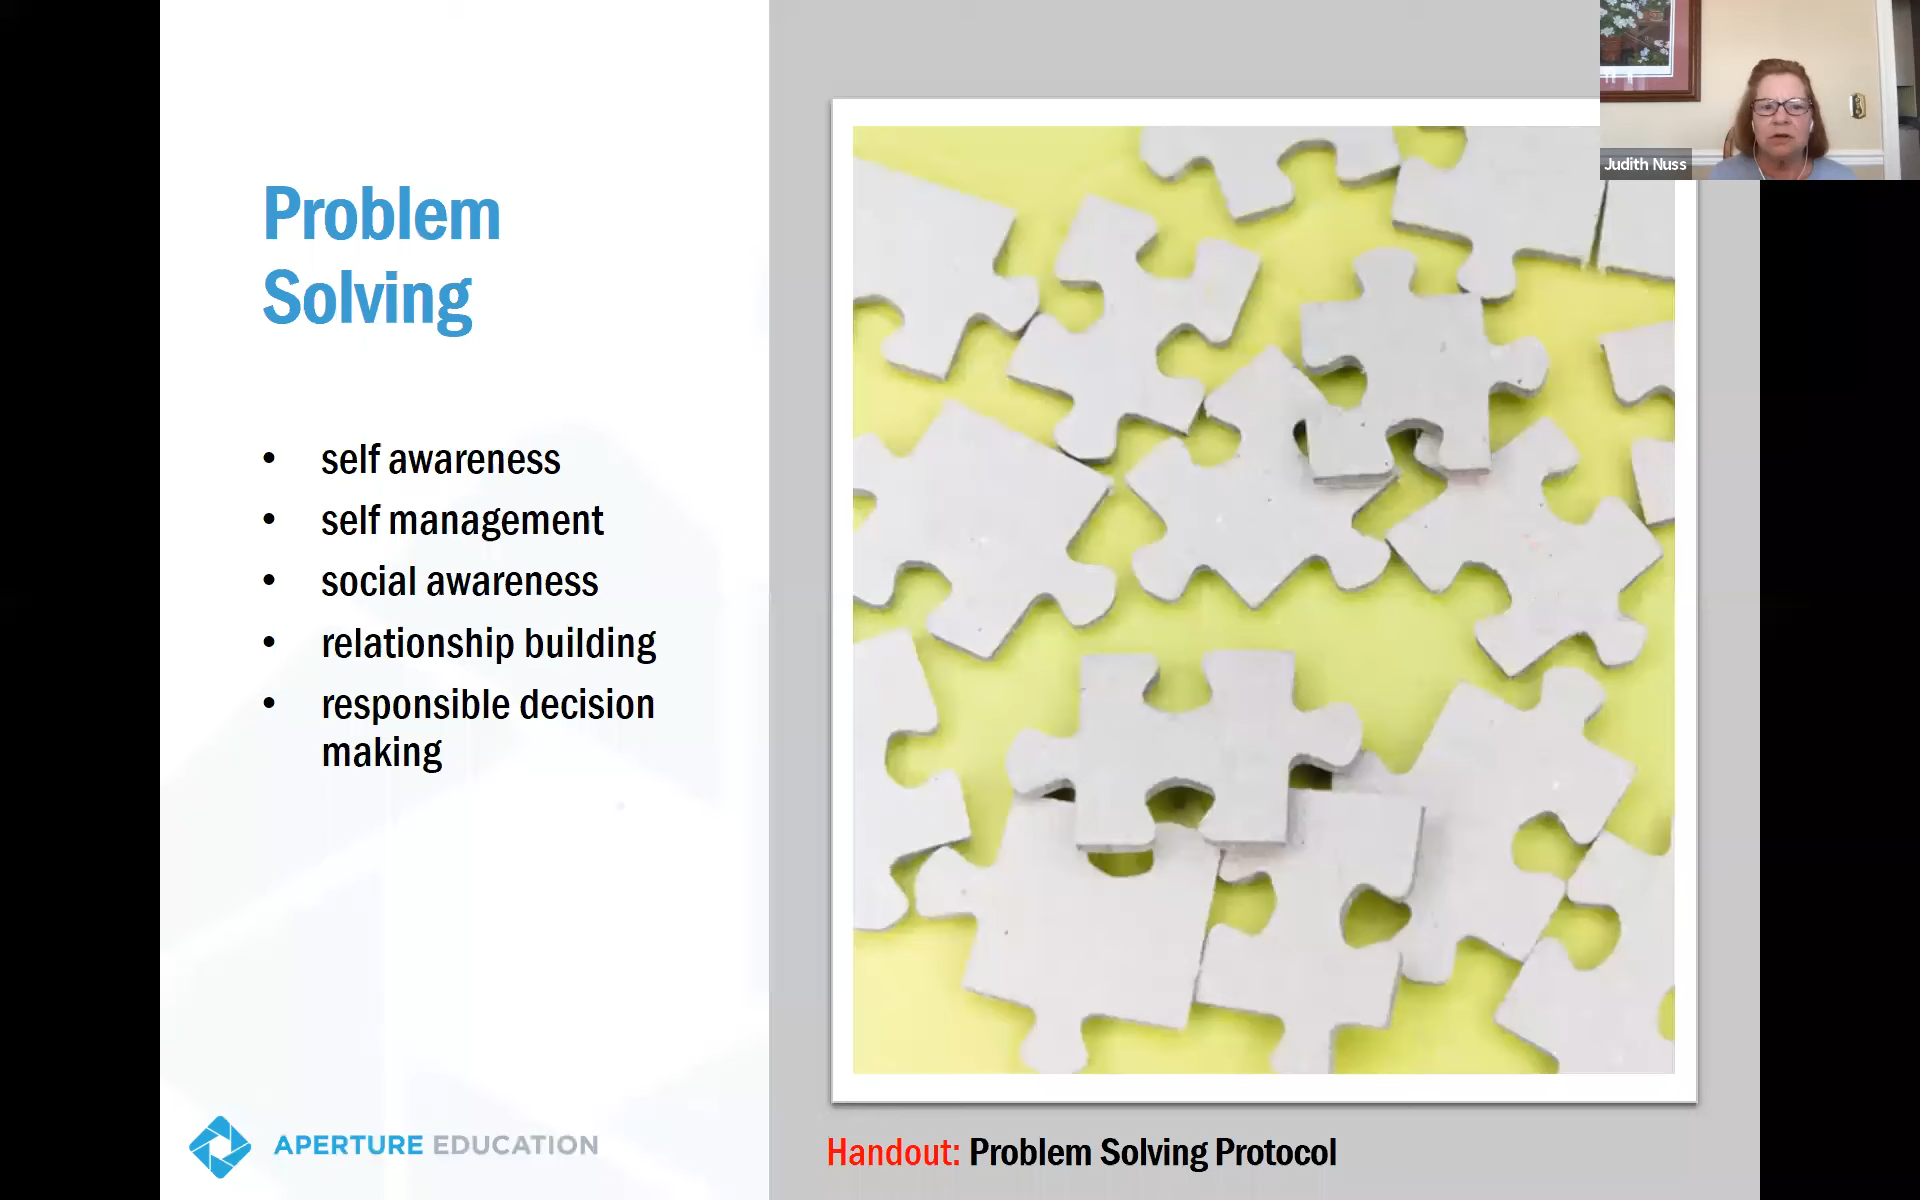 Judith Nuss
Problem
Solving
• self awareness
• self management
• social awareness
• relationship building
• responsible decision
making
APERTURE EDUCATION
Handout: Problem Solving Protocol